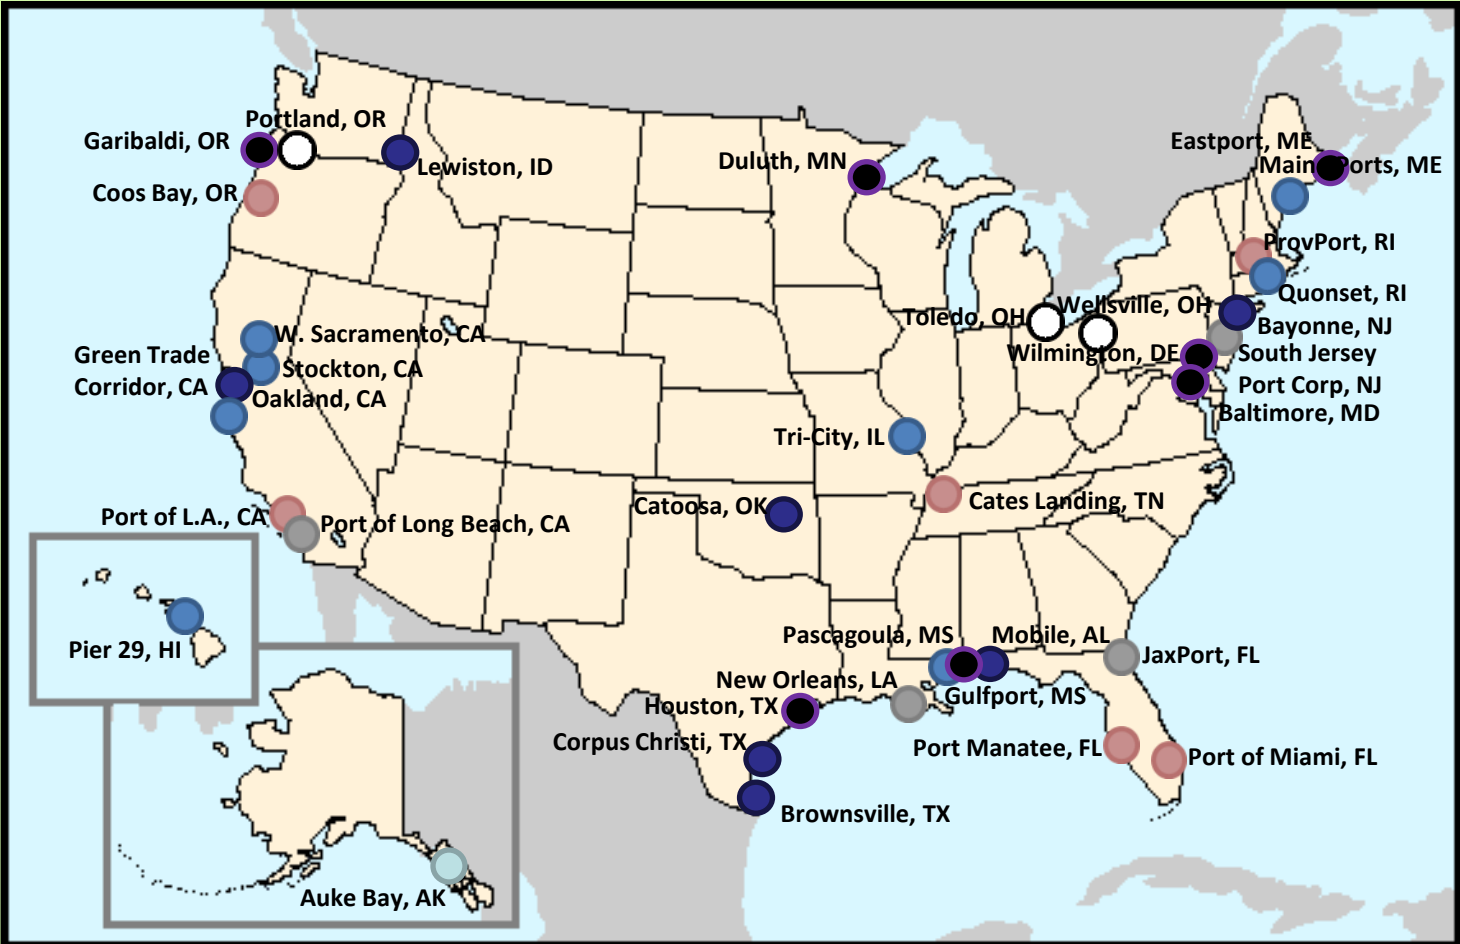 Portland, OR
Garibaldi, OR
Lewiston, ID
Coos Bay, OR
Duluth, MN
Eastport, ME
Main Ports, ME
ProvPort, RI
Quonset, RI
Toledo, OH
Wellsville, OH
Bayonne, NJ
Wilmington, DE
South Jersey
Port Corp, NJ
Baltimore, MD
W. Sacramento, CA
Green Trade
Corridor, CA
Stockton, CA
Oakland, CA
Tri-City, IL
Cates Landing, TN
Catoosa, OK
Port of L.A., CA
Port of Long Beach, CA
Pier 29, HI
Pascagoula, MS
Mobile, AL
JaxPort, FL
New Orleans, LA
Gulfport, MS
Houston, TX
Corpus Christi, TX
Port Manatee, FL
Port of Miami, FL
Brownsville, TX
Auke Bay, AK